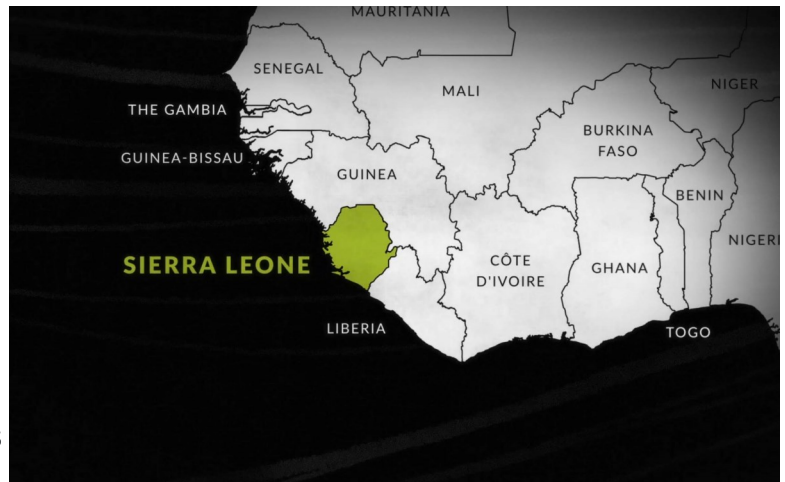 MAURITANIA
SENEGAL
MALI
NIGER
THE GAMBIA
BURKINA
FASO
GUINEA-BISSAU
GUINEA
BENIN
NIGERI
SIERRA LEONE
CÔTE
D'IVOIRE
GHANA
LIBERIA
TOGO